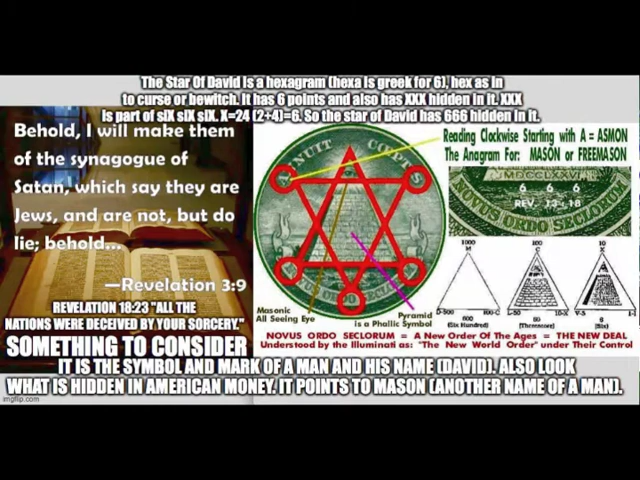 The Star Of David is a hexagram (hexa is greek for 6), hex as in
to curse or bewitch. It has 6 points and also has XXX hidden in it. XXX
is part of siX siX siX. X=24 (2+4)=6. So the star of David has 666 hidden in it.
Behold, I will make them
of the synagogue of
Satan, which say they are
Jews, and are not, but do
lie; behold...
—Revelation 3:9
REVELATION 18:23 "ALL THE
NATIONS WERE DECEIVED BY YOUR SORCERY."
SOMETHING TO CONSIDER
ANNUIT CŒPTIS
Masonic
All Seeing Eye
Pyramid
is a Phallic Symbol
Reading Clockwise Starting with A = ASMON
The Anagram For: MASON or FREEMASON
MDCCLXXVI
6 6 6
REV. 13 : 18
NOVUS ORDO SECLORUM
1000
M
D-500
100-C
600
(Six Hundred)
100
C
L-50
10-X
60
(Threescore)
10
X
V-5
1-I
6
(Six)
NOVUS ORDO SECLORUM = A New Order Of The Ages = THE NEW DEAL
Understood by the Illuminati as: "The New World Order" under Their Control
IT IS THE SYMBOL AND MARK OF A MAN AND HIS NAME (DAVID). ALSO LOOK
WHAT IS HIDDEN IN AMERICAN MONEY. IT POINTS TO MASON (ANOTHER NAME OF A MAN).
imgflip.com